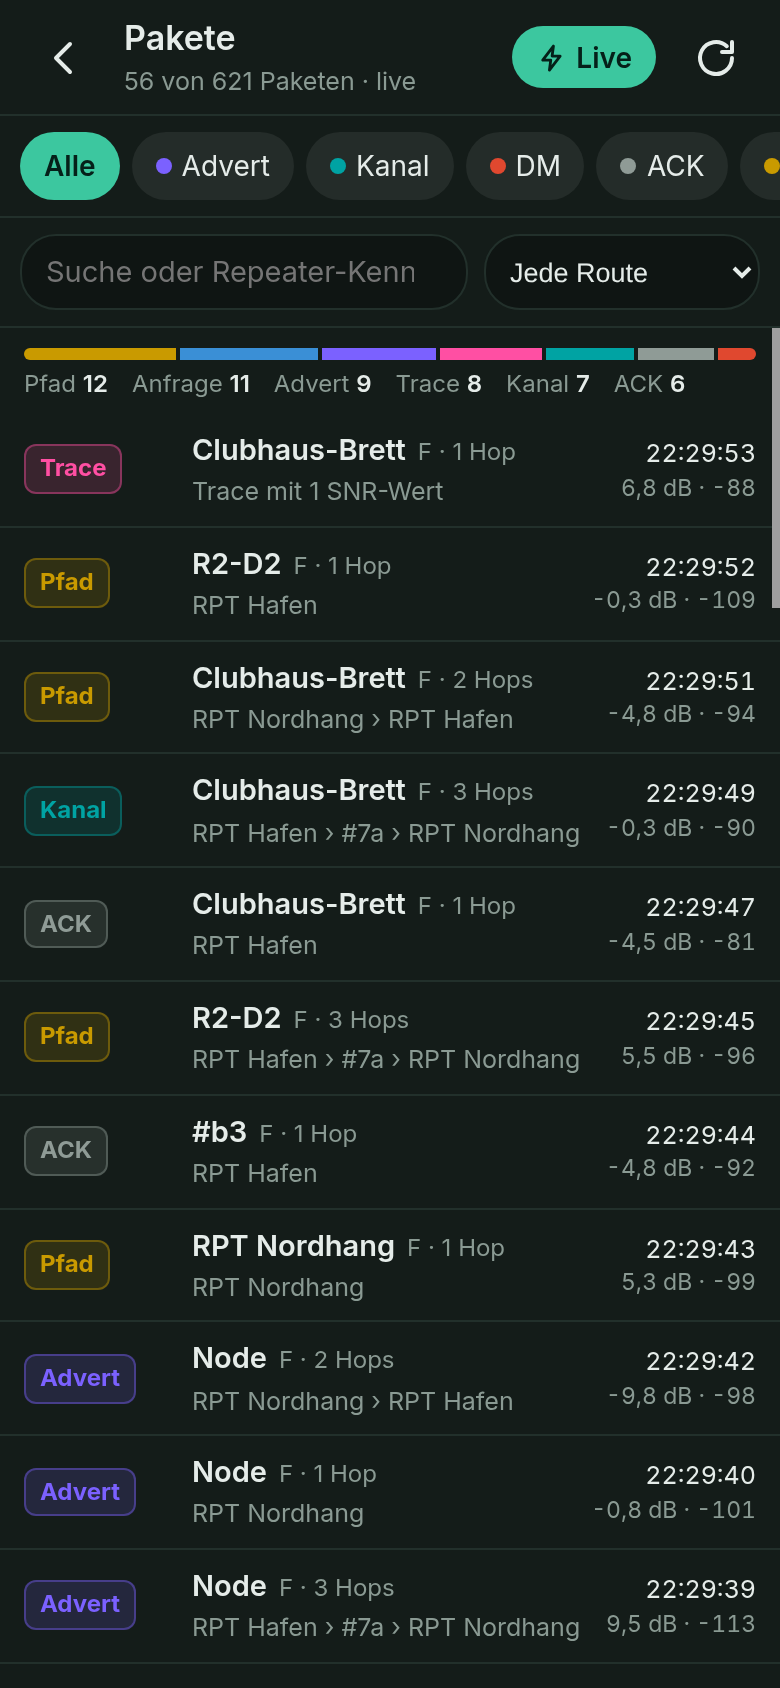 Pakete
56 von 621 Paketen · live
Live
Alle
Advert
Kanal
DM
ACK
Suche oder Repeater-Kenn
Jede Route
Pfad 12 Anfrage 11 Advert 9 Trace 8 Kanal 7 ACK 6
Trace
Clubhaus-Brett F · 1 Hop
22:29:53
Trace mit 1 SNR-Wert
6,8 dB · -88
Pfad
R2-D2 F · 1 Hop
22:29:52
RPT Hafen
-0,3 dB · -109
Pfad
Clubhaus-Brett F · 2 Hops
22:29:51
RPT Nordhang › RPT Hafen
-4,8 dB · -94
Kanal
Clubhaus-Brett F · 3 Hops
22:29:49
RPT Hafen › #7a › RPT Nordhang
-0,3 dB · -90
ACK
Clubhaus-Brett F · 1 Hop
22:29:47
RPT Hafen
-4,5 dB · -81
Pfad
R2-D2 F · 3 Hops
22:29:45
RPT Hafen › #7a › RPT Nordhang
5,5 dB · -96
ACK
#b3 F · 1 Hop
22:29:44
RPT Hafen
-4,8 dB · -92
Pfad
RPT Nordhang F · 1 Hop
22:29:43
RPT Nordhang
5,3 dB · -99
Advert
Node F · 2 Hops
22:29:42
RPT Nordhang › RPT Hafen
-9,8 dB · -98
Advert
Node F · 1 Hop
22:29:40
RPT Nordhang
-0,8 dB · -101
Advert
Node F · 3 Hops
22:29:39
RPT Hafen › #7a › RPT Nordhang
9,5 dB · -113